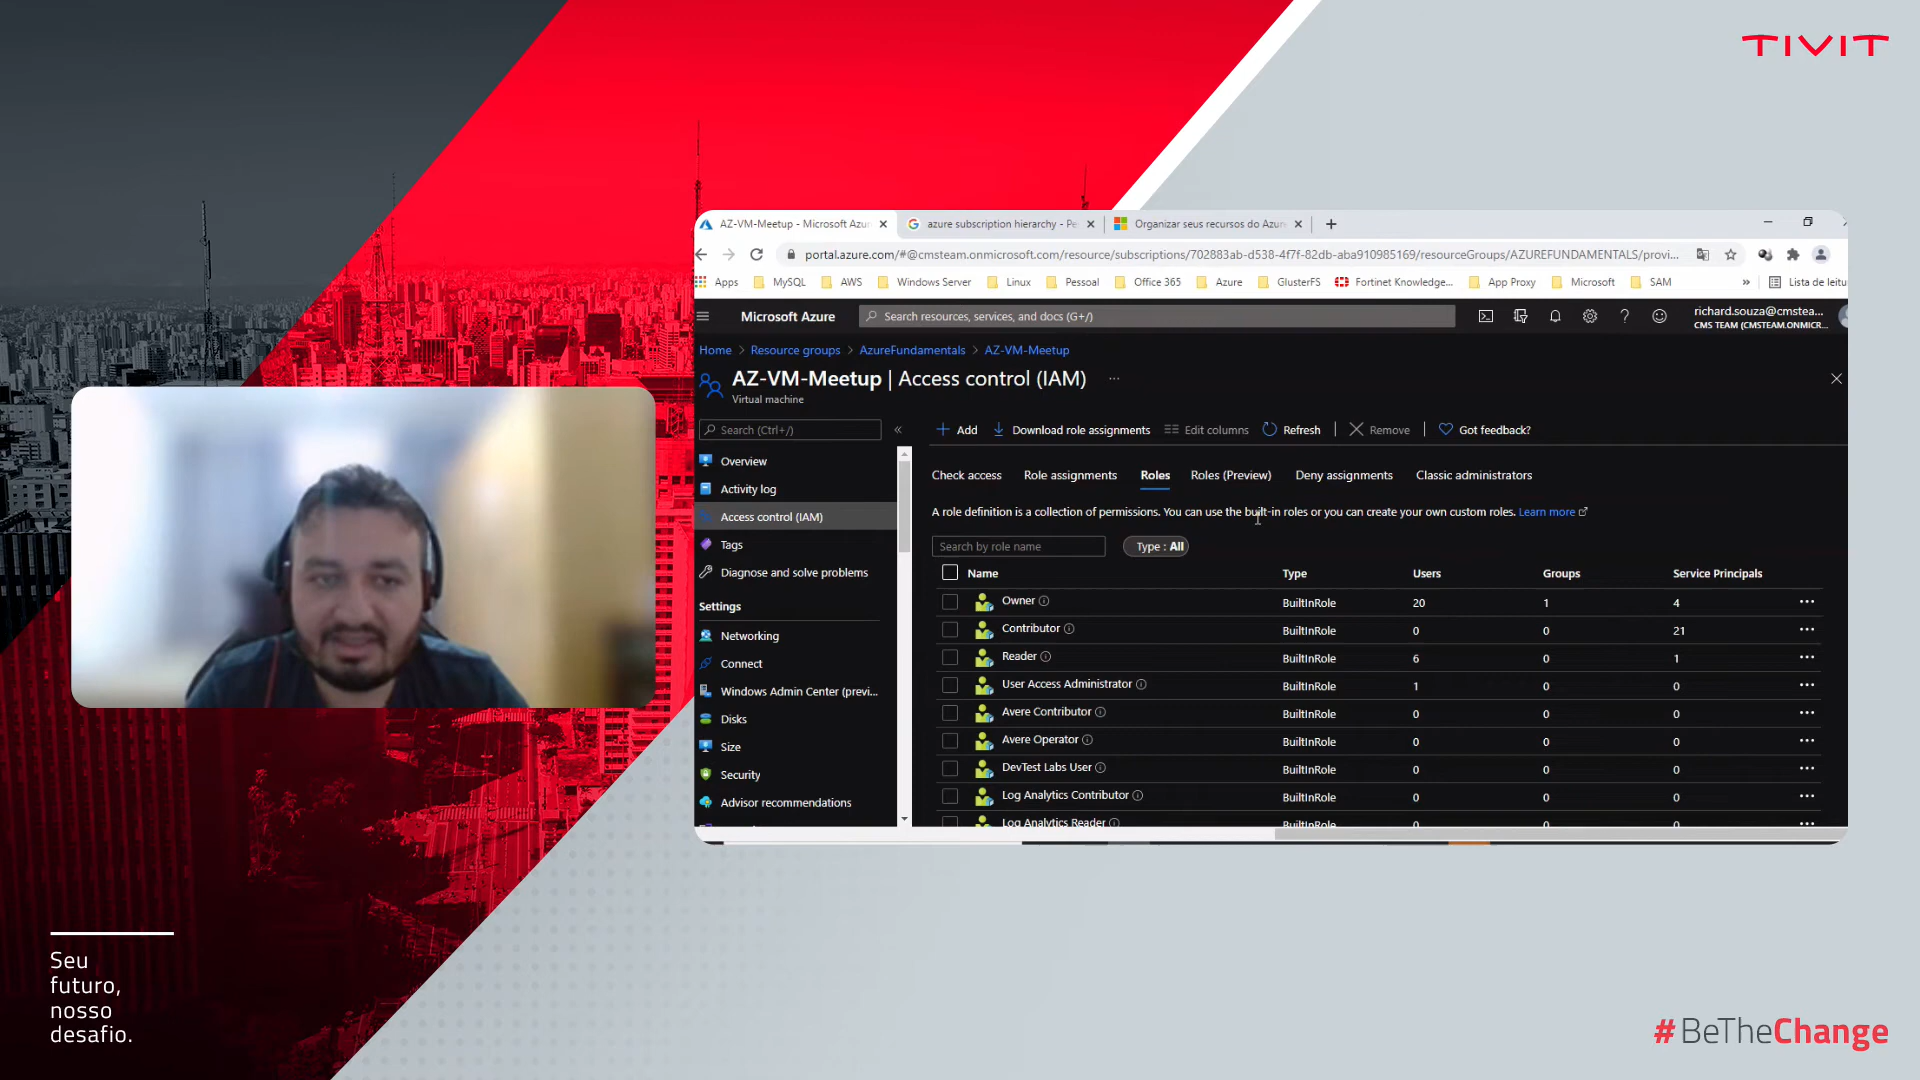 TIVIT
AZ-VM-Meetup - Microsoft Azur
azure subscription hierarchy - Pe
Organizar seus recursos do Azur
portal.azure.com/#@cmsteam.onmicrosoft.com/resource/subscriptions/702883ab-d538-4f7f-82db-aba910985169/resourceGroups/AZUREFUNDAMENTALS/provi...
Apps MySQL AWS Windows Server Linux Pessoal Office 365 Azure GlusterFS Fortinet Knowledge... App Proxy Microsoft SAM » Lista de leitu
Microsoft Azure
Search resources, services, and docs (G+/)
richard.souza@cmstea...
CMS TEAM (CMSTEAM.ONMICR...
Home > Resource groups > AzureFundamentals > AZ-VM-Meetup
AZ-VM-Meetup | Access control (IAM) ...
Virtual machine
Search (Ctrl+/) «
Add Download role assignments Edit columns Refresh Remove Got feedback?
Overview
Activity log
Access control (IAM)
Tags
Diagnose and solve problems
Settings
Networking
Connect
Windows Admin Center (previ...
Disks
Size
Security
Advisor recommendations
Check access Role assignments Roles Roles (Preview) Deny assignments Classic administrators
A role definition is a collection of permissions. You can use the built-in roles or you can create your own custom roles. Learn more
Search by role name Type : All
Name Type Users Groups Service Principals
Owner BuiltInRole 20 1 4 ...
Contributor BuiltInRole 0 0 21 ...
Reader BuiltInRole 6 0 1 ...
User Access Administrator BuiltInRole 1 0 0 ...
Avere Contributor BuiltInRole 0 0 0 ...
Avere Operator BuiltInRole 0 0 0 ...
DevTest Labs User BuiltInRole 0 0 0 ...
Log Analytics Contributor BuiltInRole 0 0 0 ...
Log Analytics Reader BuiltInRole 0 0 0 ...
Seu
futuro,
nosso
desafio.
#BeTheChange